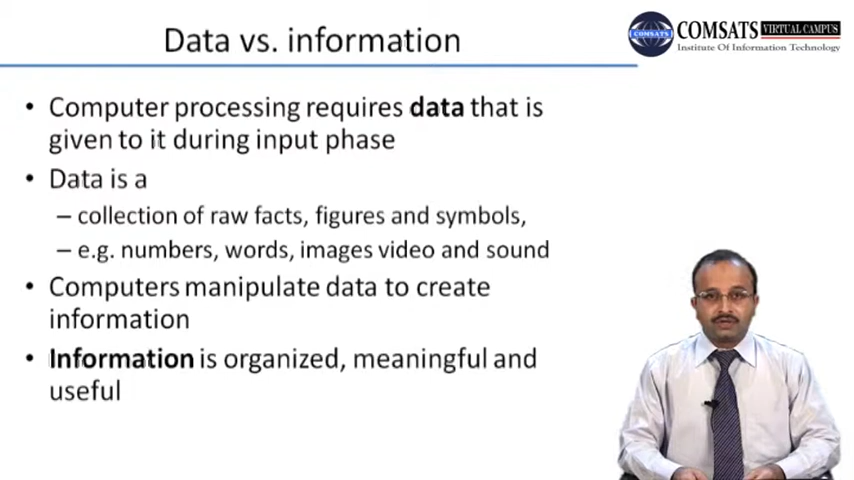 Data vs. information
COMSATS VIRTUAL CAMPUS
COMSATS
Institute Of Information Technology
• Computer processing requires data that is
given to it during input phase
• Data is a
– collection of raw facts, figures and symbols,
– e.g. numbers, words, images video and sound
• Computers manipulate data to create
information
• Information is organized, meaningful and
useful